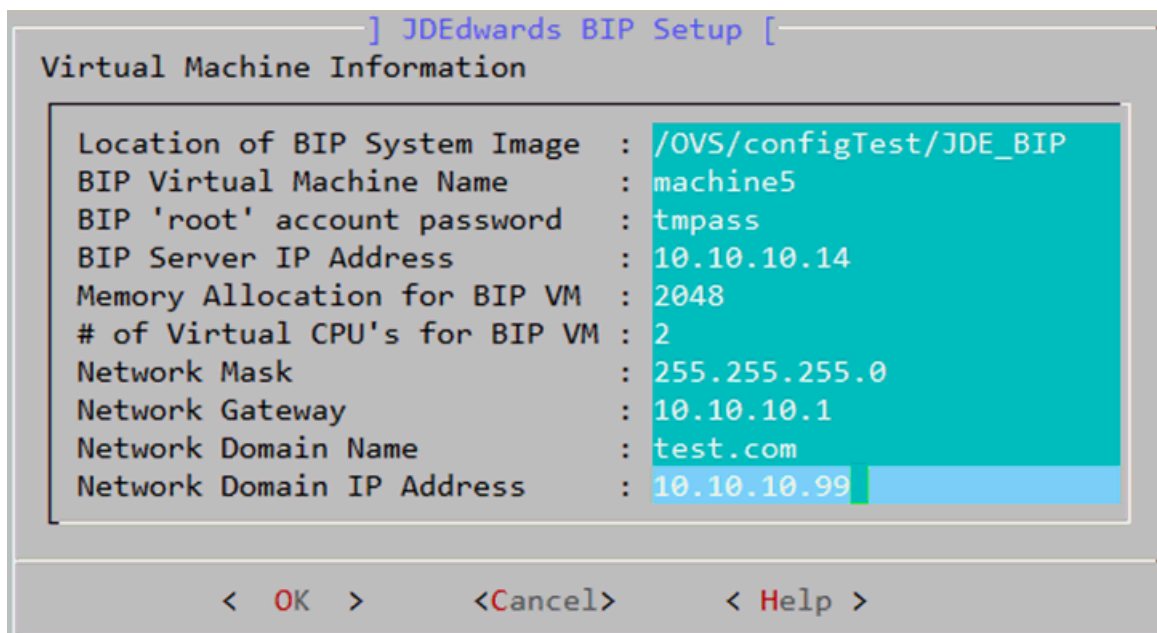 ] JDEdwards BIP Setup [
Virtual Machine Information
Location of BIP System Image : /OVS/configTest/JDE_BIP
BIP Virtual Machine Name : machine5
BIP 'root' account password : tmpass
BIP Server IP Address : 10.10.10.14
Memory Allocation for BIP VM : 2048
# of Virtual CPU's for BIP VM : 2
Network Mask : 255.255.255.0
Network Gateway : 10.10.10.1
Network Domain Name : test.com
Network Domain IP Address : 10.10.10.99
< OK > <Cancel> < Help >